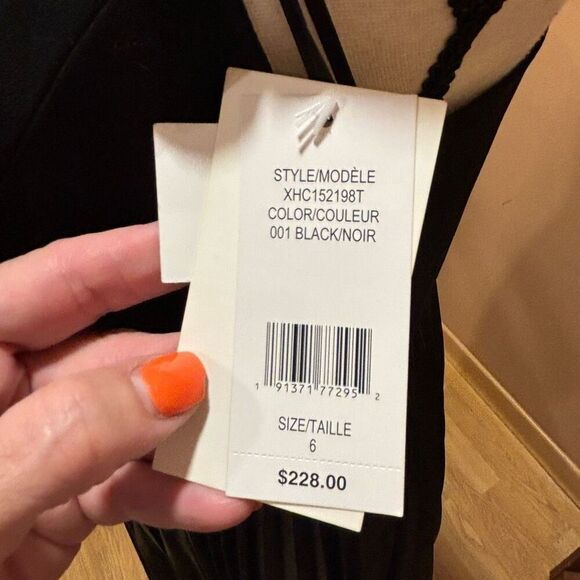 STYLE/MODÈLE
XHC152198T
COLOR/COULEUR
001 BLACK/NOIR
1 91371 77295 2
SIZE/TAILLE
6
$228.00